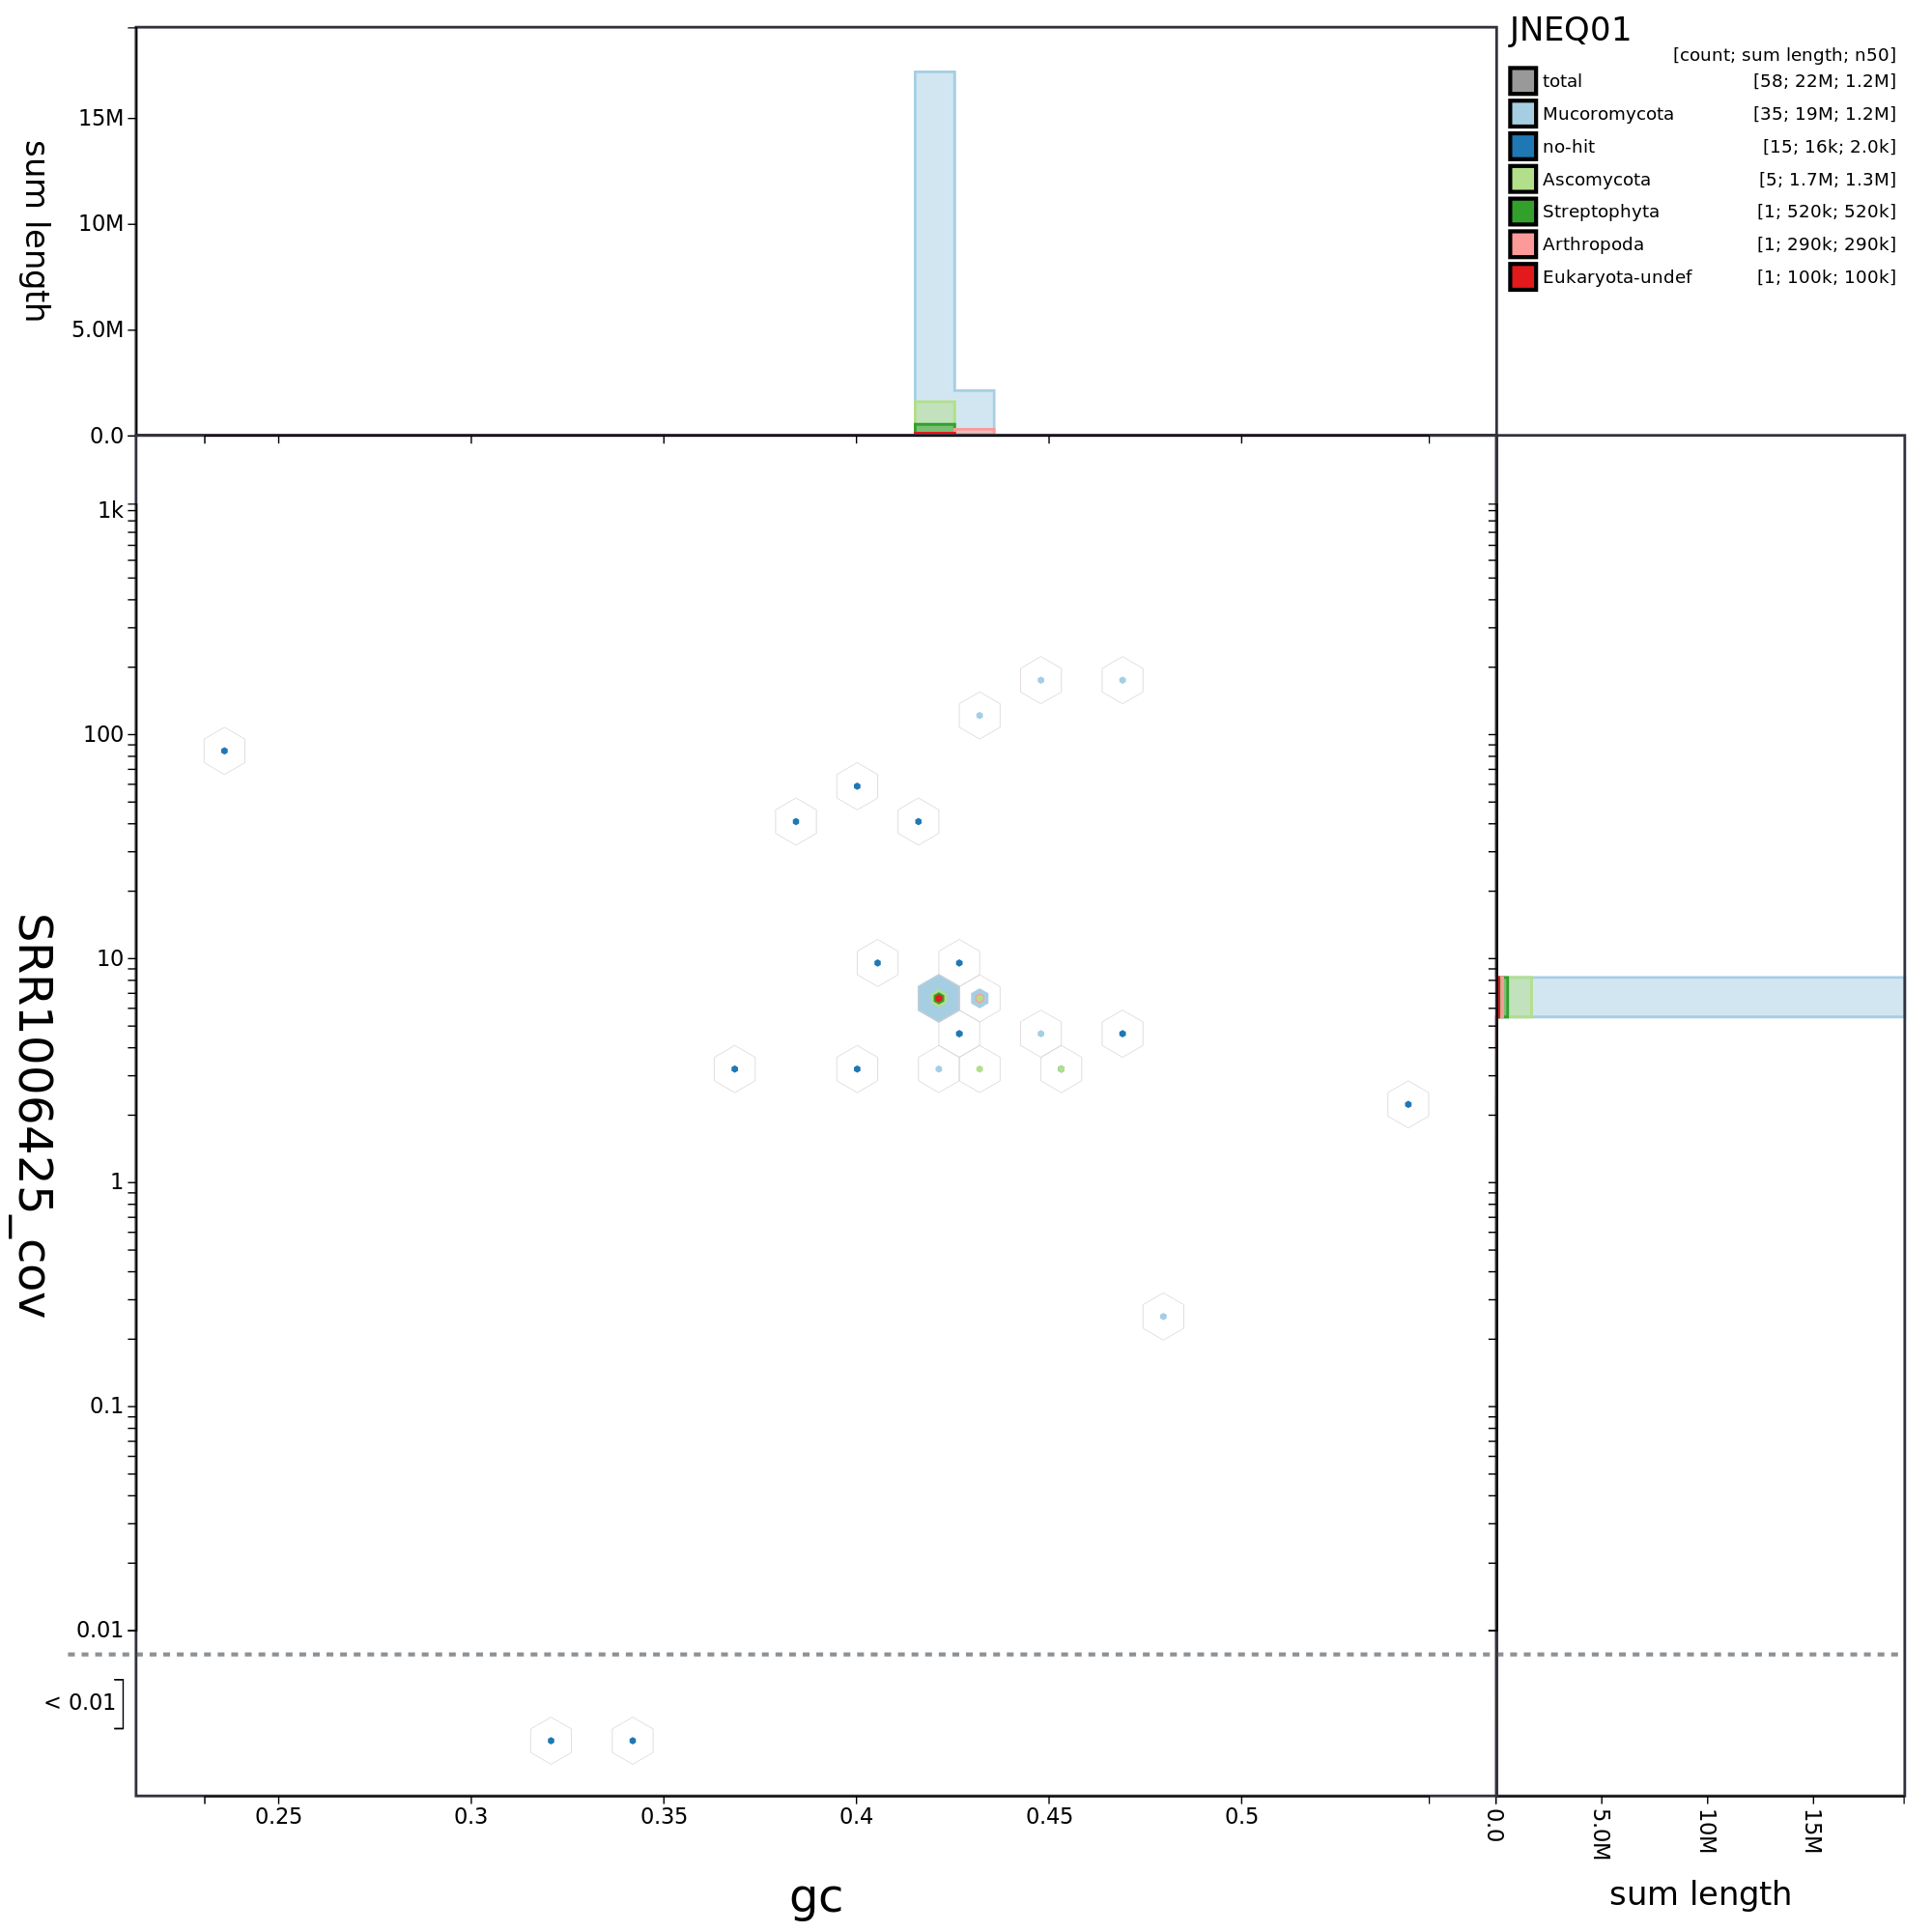 JNEQ01
[count; sum length; n50]
total [58; 22M; 1.2M]
Mucoromycota [35; 19M; 1.2M]
no-hit [15; 16k; 2.0k]
Ascomycota [5; 1.7M; 1.3M]
Streptophyta [1; 520k; 520k]
Arthropoda [1; 290k; 290k]
Eukaryota-undef [1; 100k; 100k]
sum length
15M
10M
5.0M
0.0
SRR1006425_cov
1k
100
10
1
0.1
0.01
< 0.01
0.25 0.3 0.35 0.4 0.45 0.5
gc
0.0 5.0M 10M 15M
sum length